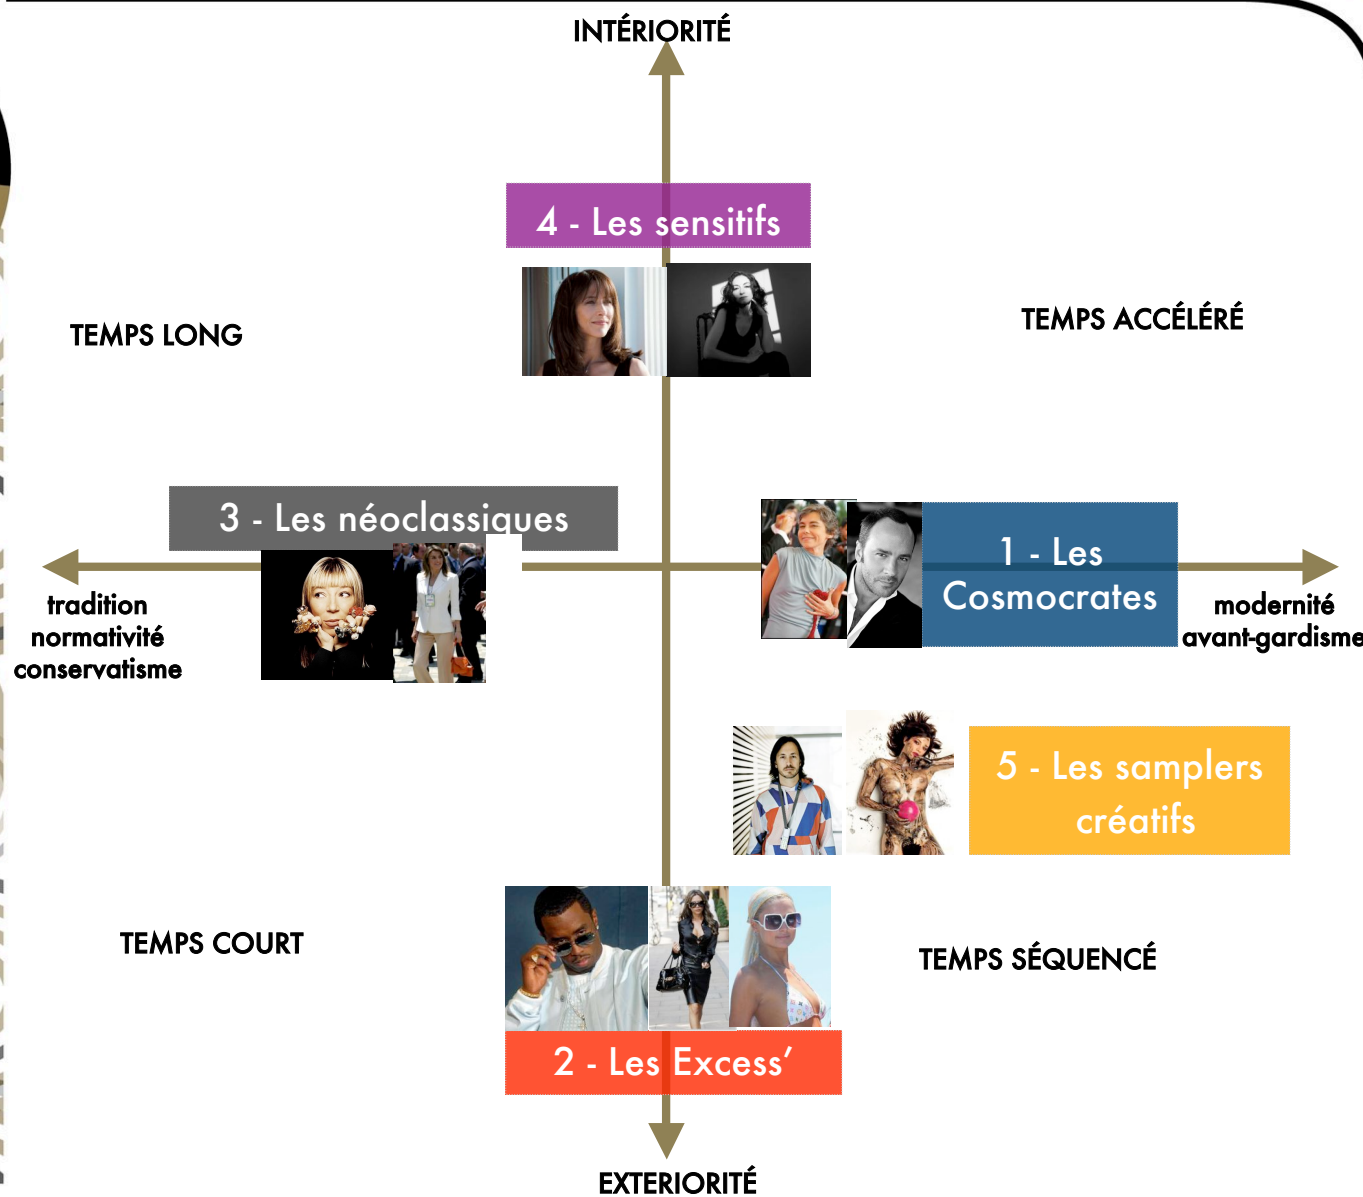 INTÉRIORITÉ
4 - Les sensitifs
TEMPS LONG
TEMPS ACCÉLÉRÉ
3 - Les néoclassiques
1 - Les
Cosmocrates
tradition
normativité
conservatisme
modernité
avant-gardisme
5 - Les samplers
créatifs
TEMPS COURT
TEMPS SÉQUENCÉ
2 - Les Excess’
EXTERIORITÉ